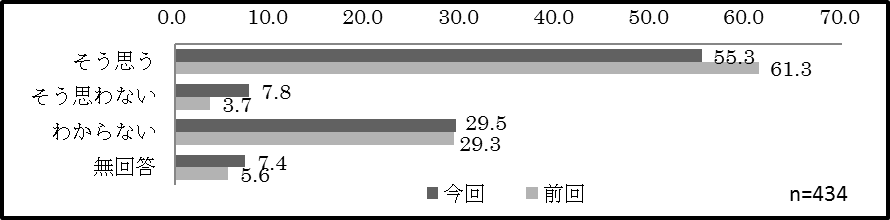 0.0 10.0 20.0 30.0 40.0 50.0 60.0 70.0
そう思う 55.3
61.3
そう思わない 7.8
3.7
わからない 29.5
29.3
無回答 7.4
5.6
今回 前回 n=434